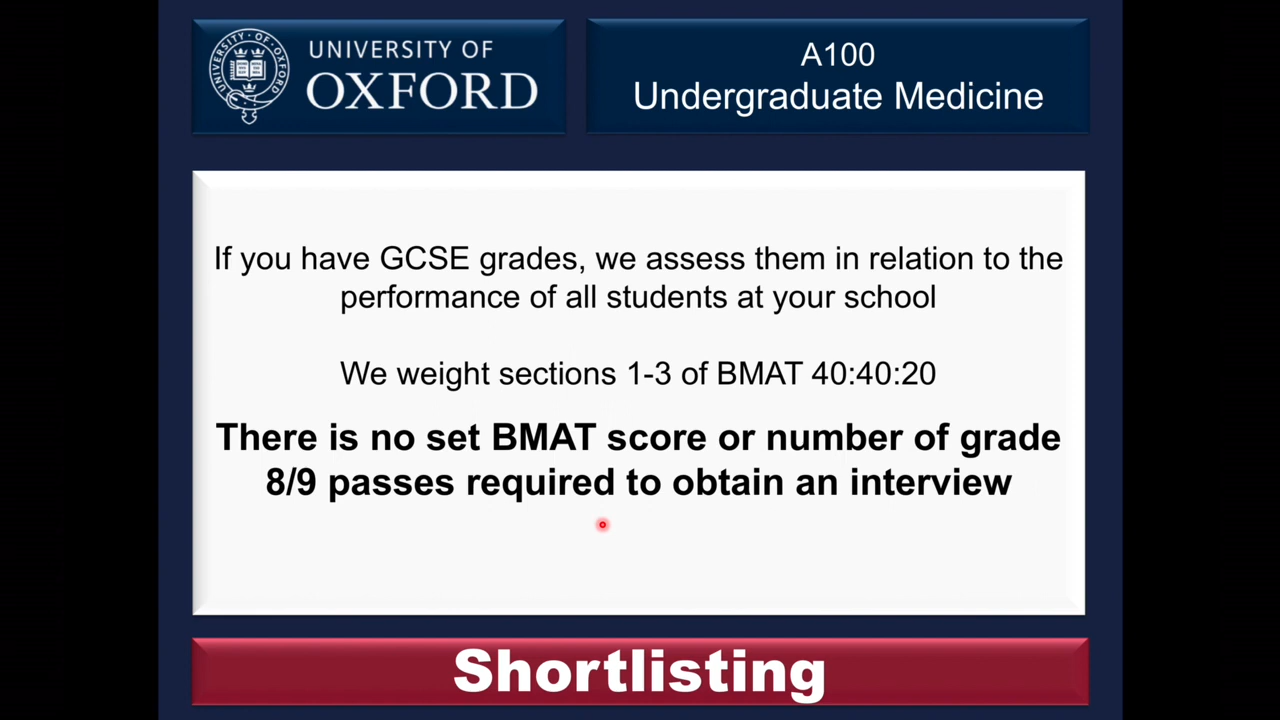 UNIVERSITY OF
OXFORD
A100
Undergraduate Medicine
If you have GCSE grades, we assess them in relation to the
performance of all students at your school
We weight sections 1-3 of BMAT 40:40:20
There is no set BMAT score or number of grade
8/9 passes required to obtain an interview
Shortlisting